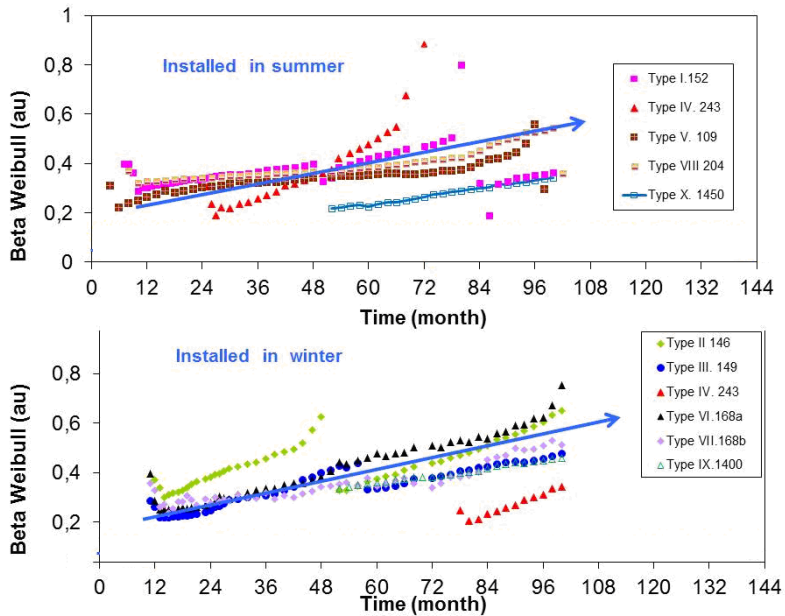 1
0,8
0,6
0,4
0,2
0
Beta Weibull (au)
Installed in summer
Type I.152
Type IV. 243
Type V. 109
Type VIII 204
Type X. 1450
0 12 24 36 48 60 72 84 96 108 120 132 144
Time (month)
0,8
0,6
0,4
0,2
Beta Weibull (au)
Installed in winter
Type II 146
Type III. 149
Type IV. 243
Type VI.168a
Type VII.168b
Type IX.1400
0 12 24 36 48 60 72 84 96 108 120 132 144
Time (month)